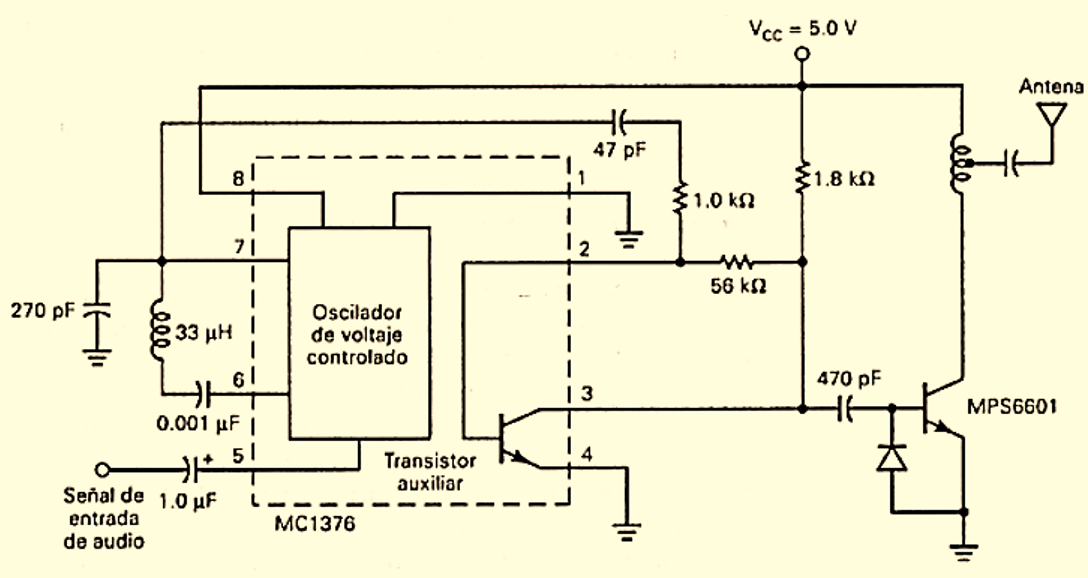 V_CC = 5.0 V
Antena
47 pF
8
1
1.0 kΩ
1.8 kΩ
7
2
56 kΩ
270 pF
33 μH
Oscilador
de voltaje
controlado
6
0.001 μF
3
470 pF
MPS6601
5
+
1.0 μF
Señal de
entrada
de audio
Transistor
auxiliar
4
MC1376